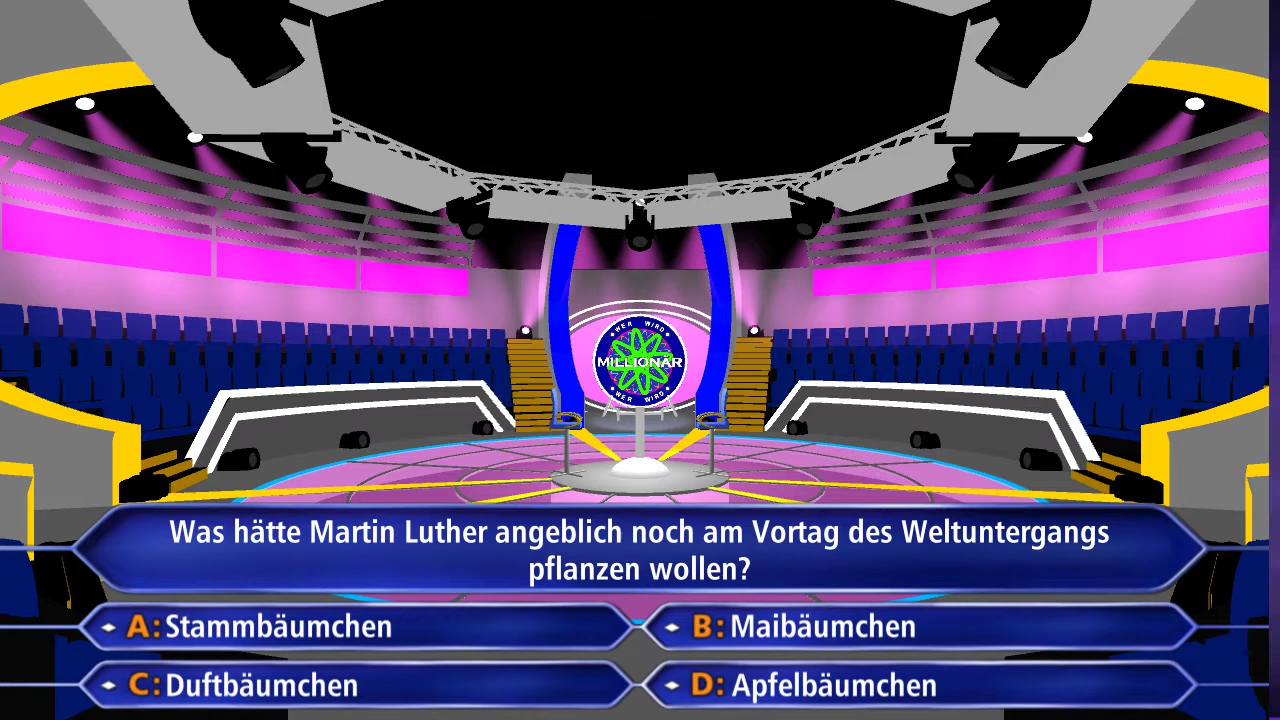 WER WIRD
MILLIONÄR
WER WIRD
Was hätte Martin Luther angeblich noch am Vortag des Weltuntergangs
pflanzen wollen?
A: Stammbäumchen
B: Maibäumchen
C: Duftbäumchen
D: Apfelbäumchen